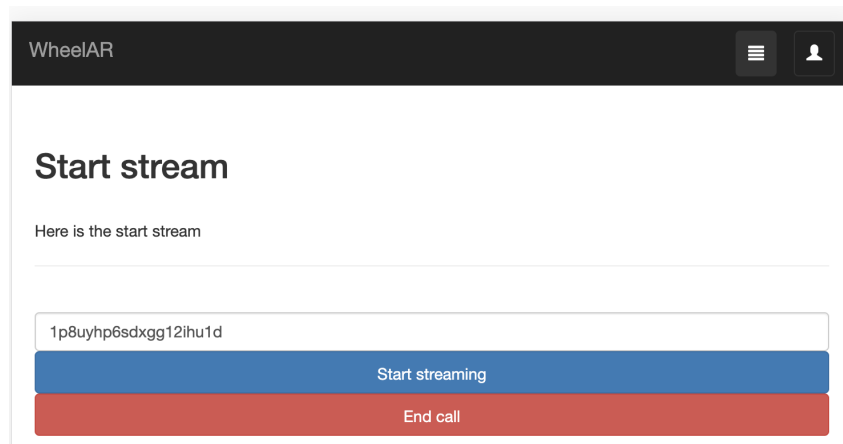 WheelAR
Start stream
Here is the start stream
1p8uyhp6sdxgg12ihu1d
Start streaming
End call